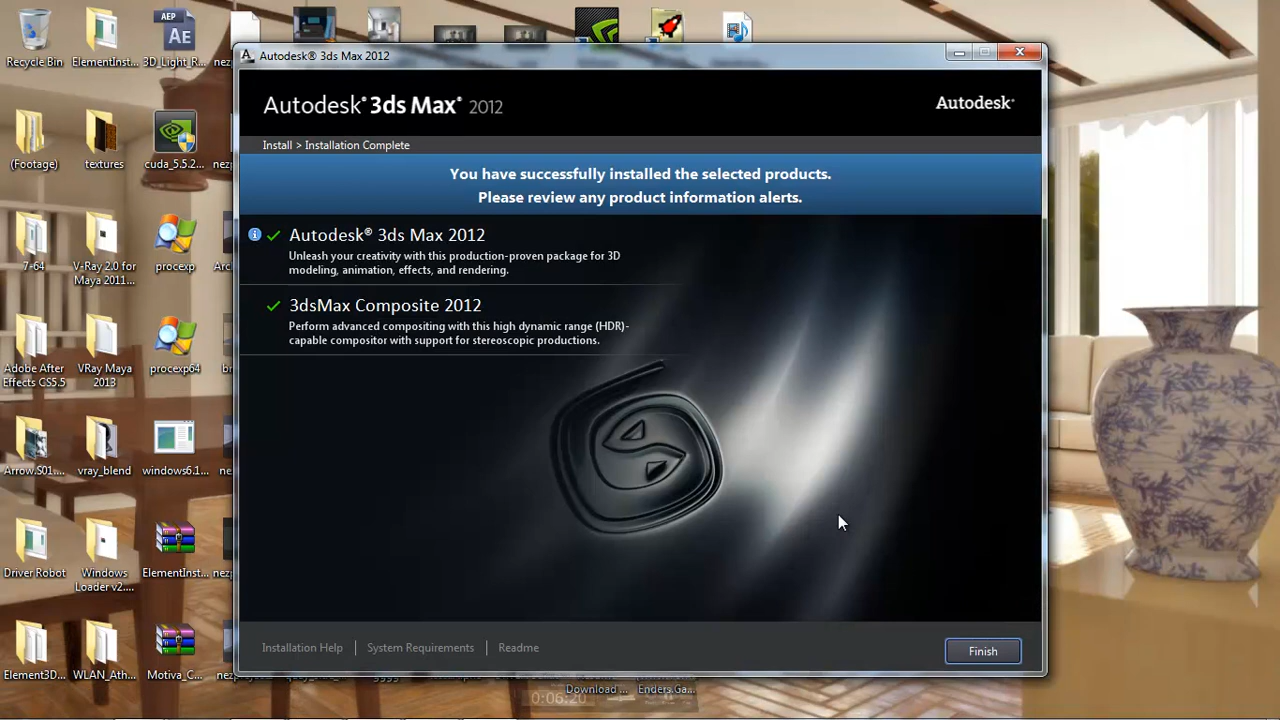 Autodesk® 3ds Max 2012
Autodesk® 3ds Max® 2012
Autodesk®
Install > Installation Complete
You have successfully installed the selected products.
Please review any product information alerts.
Autodesk® 3ds Max 2012
Unleash your creativity with this production-proven package for 3D
modeling, animation, effects, and rendering.
3dsMax Composite 2012
Perform advanced compositing with this high dynamic range (HDR)-
capable compositor with support for stereoscopic productions.
Installation Help
System Requirements
Readme
Finish
Recycle Bin
ElementInst...
AEP
Ae
3D_Light_R...
(Footage)
textures
cuda_5.5.2...
7-64
V-Ray 2.0 for
Maya 2011...
procexp
Adobe After
Effects CS5.5
VRay Maya
2013
procexp64
Arrow.S01....
vray_blend
windows6.1...
Driver Robot
Windows
Loader v2....
ElementInst...
Element3D...
WLAN_Ath...
Motiva_C...
Download ...
Enders.Ga...
0:06:20